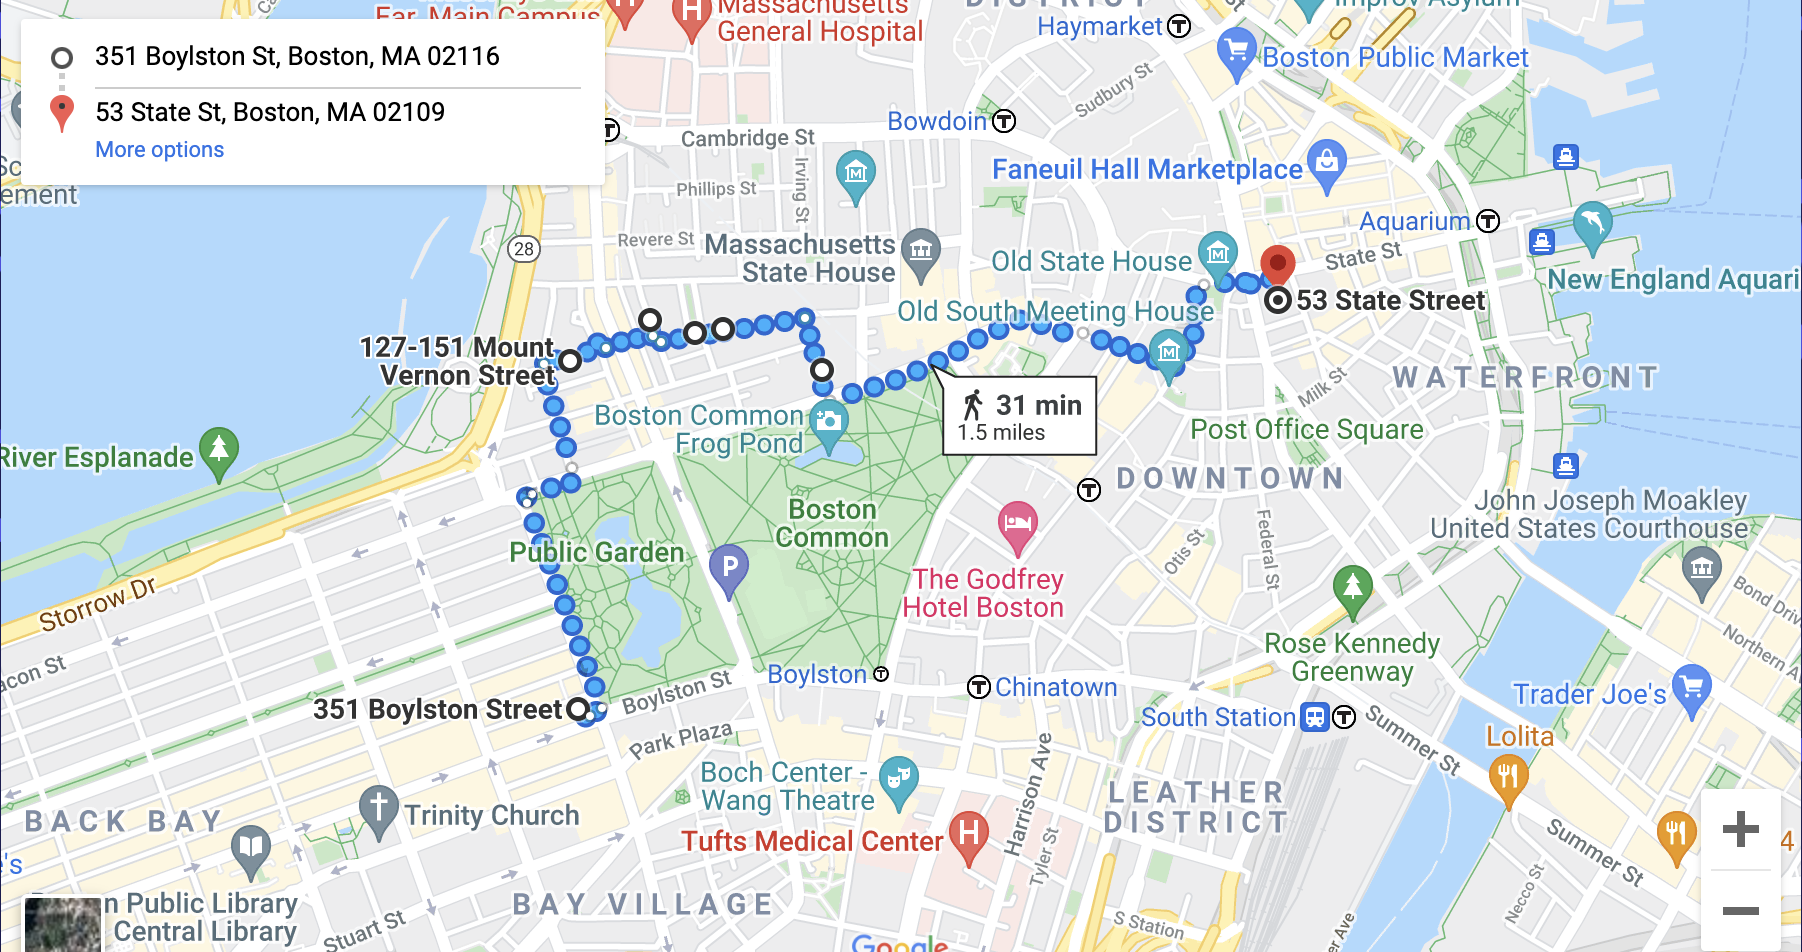 351 Boylston St, Boston, MA 02116
53 State St, Boston, MA 02109
More options
Massachusetts
General Hospital
Haymarket
T
Boston Public Market
Sudbury St
Bowdoin
T
Cambridge St
T
Faneuil Hall Marketplace
Phillips St
Irving St
ement
Aquarium
T
Revere St
28
Massachusetts
State House
Old State House
State St
New England Aquari
Old South Meeting House
53 State Street
127-151 Mount
Vernon Street
31 min
1.5 miles
WATERFRONT
Milk St
Boston Common
Frog Pond
Post Office Square
River Esplanade
DOWNTOWN
T
John Joseph Moakley
United States Courthouse
Boston
Common
Federal St
Otis St
Public Garden
P
The Godfrey
Hotel Boston
Storrow Dr
Bond Driv
Rose Kennedy
Greenway
Northern A
acon St
Boylston
T
Chinatown
T
Boylston St
351 Boylston Street
South Station
T
Trader Joe's
Summer St
Park Plaza
Lolita
Boch Center -
Wang Theatre
Harrison Ave
LEATHER
DISTRICT
BACK BAY
Trinity Church
Tufts Medical Center
H
Tyler St
Summer St
4
's
n Public Library
Central Library
Stuart St
BAY VILLAGE
S Station
Necco St
er Ave
Google